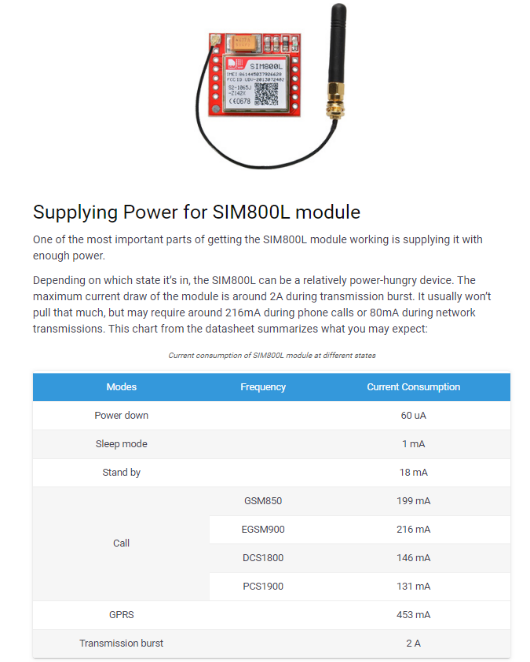 SIM800L
CE0678
Supplying Power for SIM800L module
One of the most important parts of getting the SIM800L module working is supplying it with
enough power.
Depending on which state it's in, the SIM800L can be a relatively power-hungry device. The
maximum current draw of the module is around 2A during transmission burst. It usually won't
pull that much, but may require around 216mA during phone calls or 80mA during network
transmissions. This chart from the datasheet summarizes what you may expect:
Current consumption of SIM800L module at different states
Modes Frequency Current Consumption
Power down 60 uA
Sleep mode 1 mA
Stand by 18 mA
Call
GSM850 199 mA
EGSM900 216 mA
DCS1800 146 mA
PCS1900 131 mA
GPRS 453 mA
Transmission burst 2 A